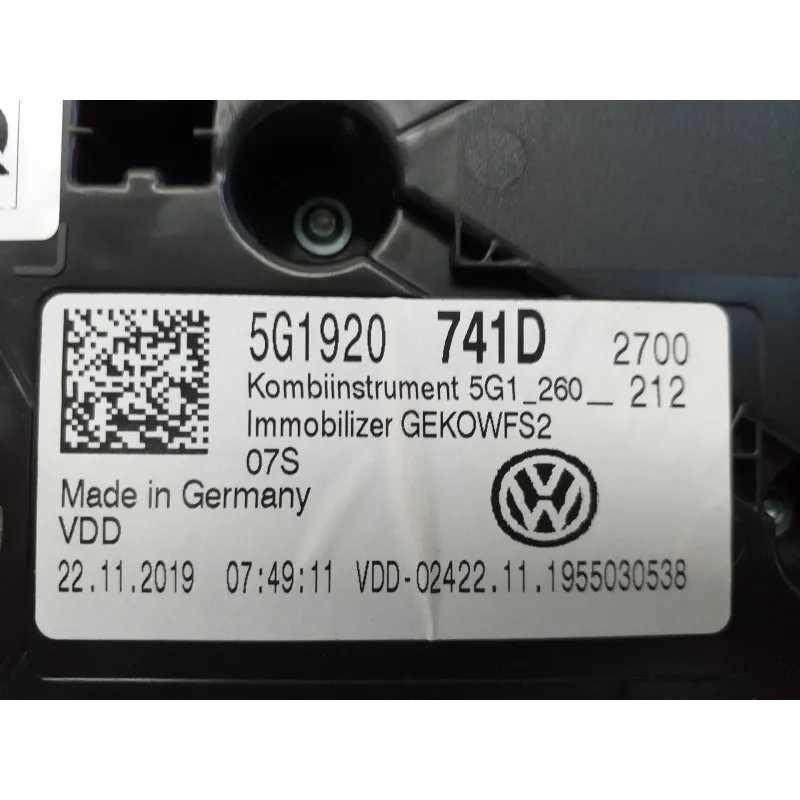 5G1920 741D 2700
Kombiinstrument 5G1_260__ 212
Immobilizer GEKOWFS2
07S
Made in Germany
VDD
22.11.2019 07:49:11 VDD-02422.11.1955030538